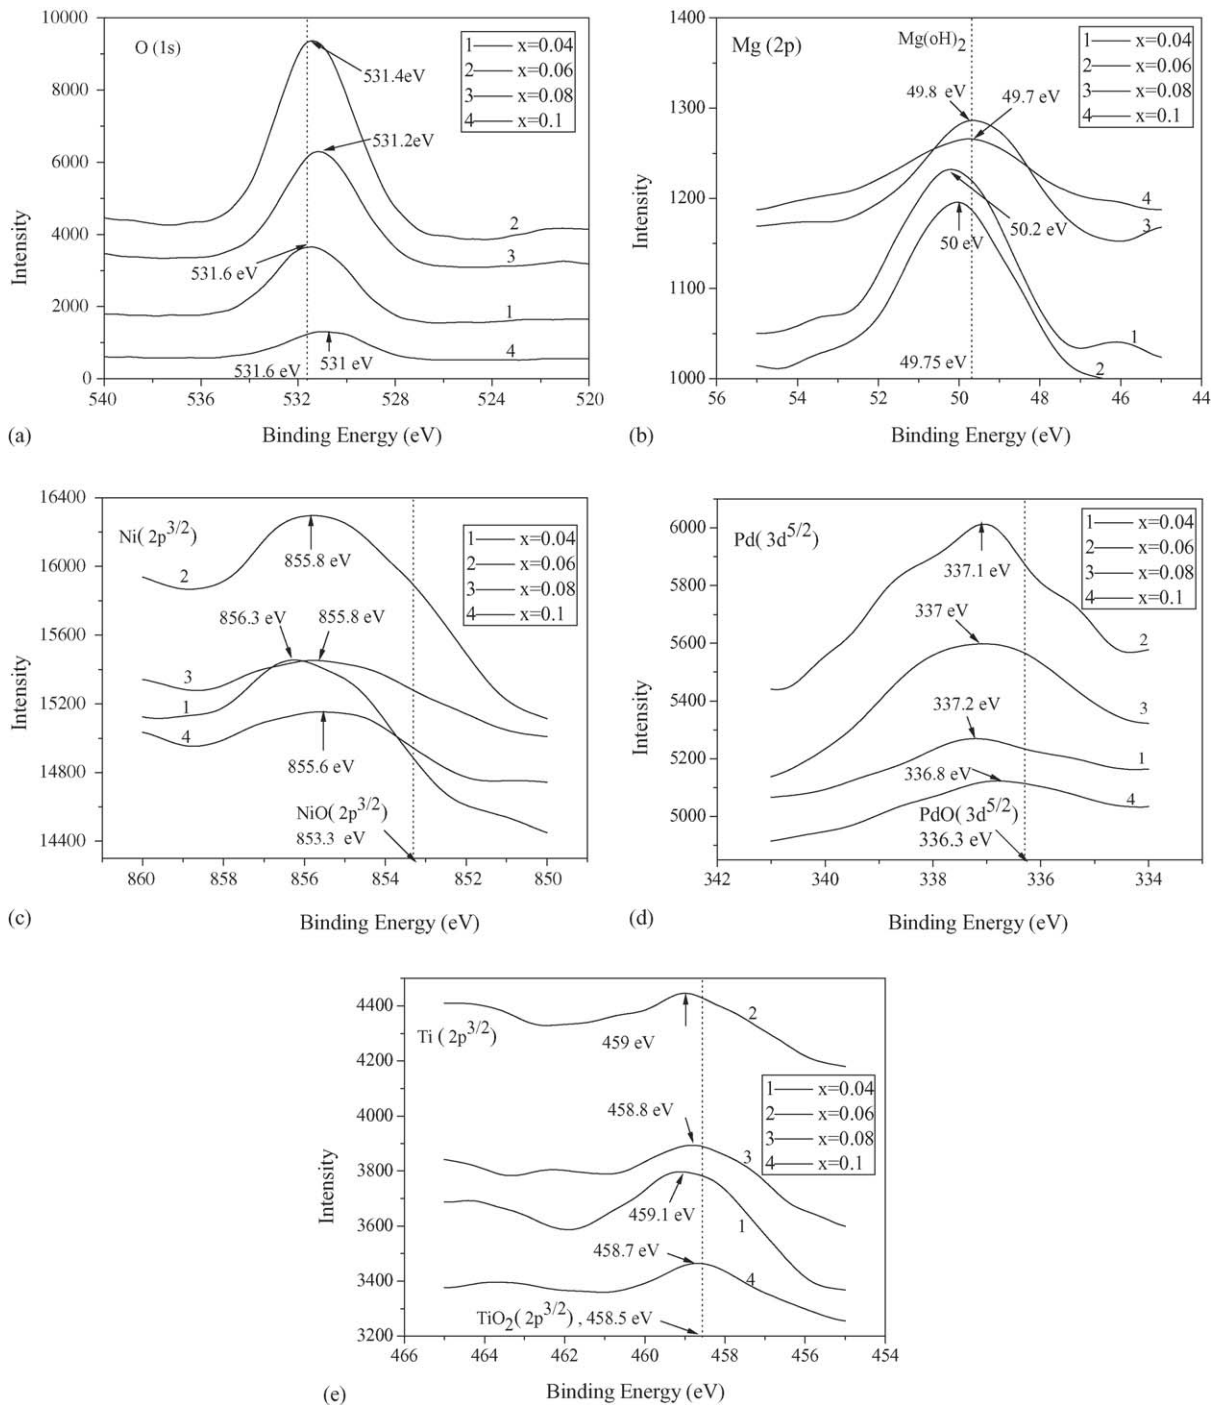 O (1s)
1 x=0.04
2 x=0.06
3 x=0.08
4 x=0.1
531.4eV
531.2eV
531.6 eV
531 eV
531.6 eV
2
3
1
4
10000
8000
6000
4000
2000
0
540 536 532 528 524 520
Intensity
Binding Energy (eV)
(a)
Mg (2p)
Mg(oH)2
1 x=0.04
2 x=0.06
3 x=0.08
4 x=0.1
49.8 eV
49.7 eV
50.2 eV
50 eV
49.75 eV
4
3
1
2
1400
1300
1200
1100
1000
56 54 52 50 48 46 44
Intensity
Binding Energy (eV)
(b)
Ni( 2p3/2)
1 x=0.04
2 x=0.06
3 x=0.08
4 x=0.1
855.8 eV
856.3 eV
855.8 eV
855.6 eV
NiO( 2p3/2)
853.3 eV
2
3
1
4
16400
16000
15600
15200
14800
14400
860 858 856 854 852 850
Intensity
Binding Energy (eV)
(c)
Pd( 3d5/2)
1 x=0.04
2 x=0.06
3 x=0.08
4 x=0.1
337.1 eV
337 eV
337.2 eV
336.8 eV
PdO( 3d5/2)
336.3 eV
2
3
1
4
6000
5800
5600
5400
5200
5000
342 340 338 336 334
Intensity
Binding Energy (eV)
(d)
Ti ( 2p3/2)
1 x=0.04
2 x=0.06
3 x=0.08
4 x=0.1
459 eV
458.8 eV
459.1 eV
458.7 eV
TiO2( 2p3/2) , 458.5 eV
2
3
1
4
4400
4200
4000
3800
3600
3400
3200
466 464 462 460 458 456 454
Intensity
Binding Energy (eV)
(e)